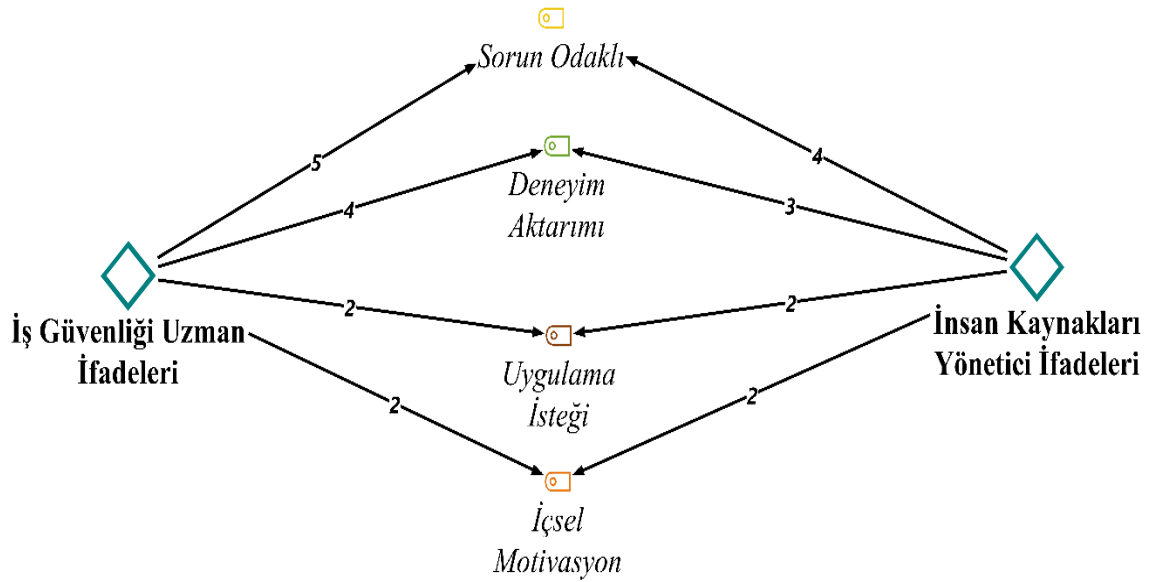 Sorun Odaklı
5
4
4
Deneyim
Aktarımı
3
2
2
İş Güvenliği Uzman
İfadeleri
İnsan Kaynakları
Yönetici İfadeleri
Uygulama
İsteği
2
2
İçsel
Motivasyon